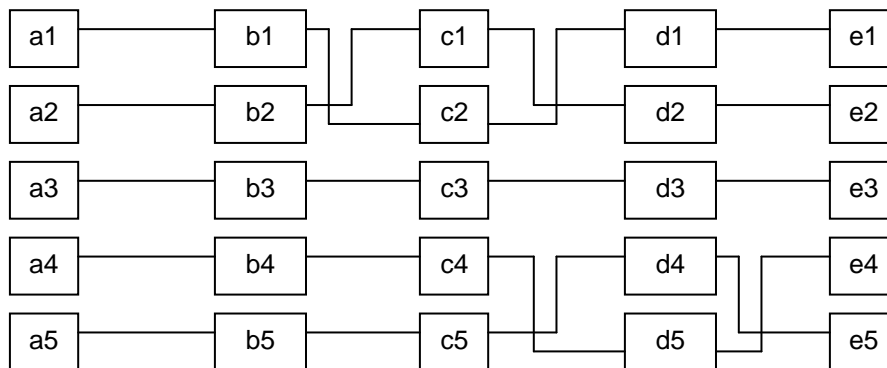 a1 b1 c1 d1 e1
a2 b2 c2 d2 e2
a3 b3 c3 d3 e3
a4 b4 c4 d4 e4
a5 b5 c5 d5 e5